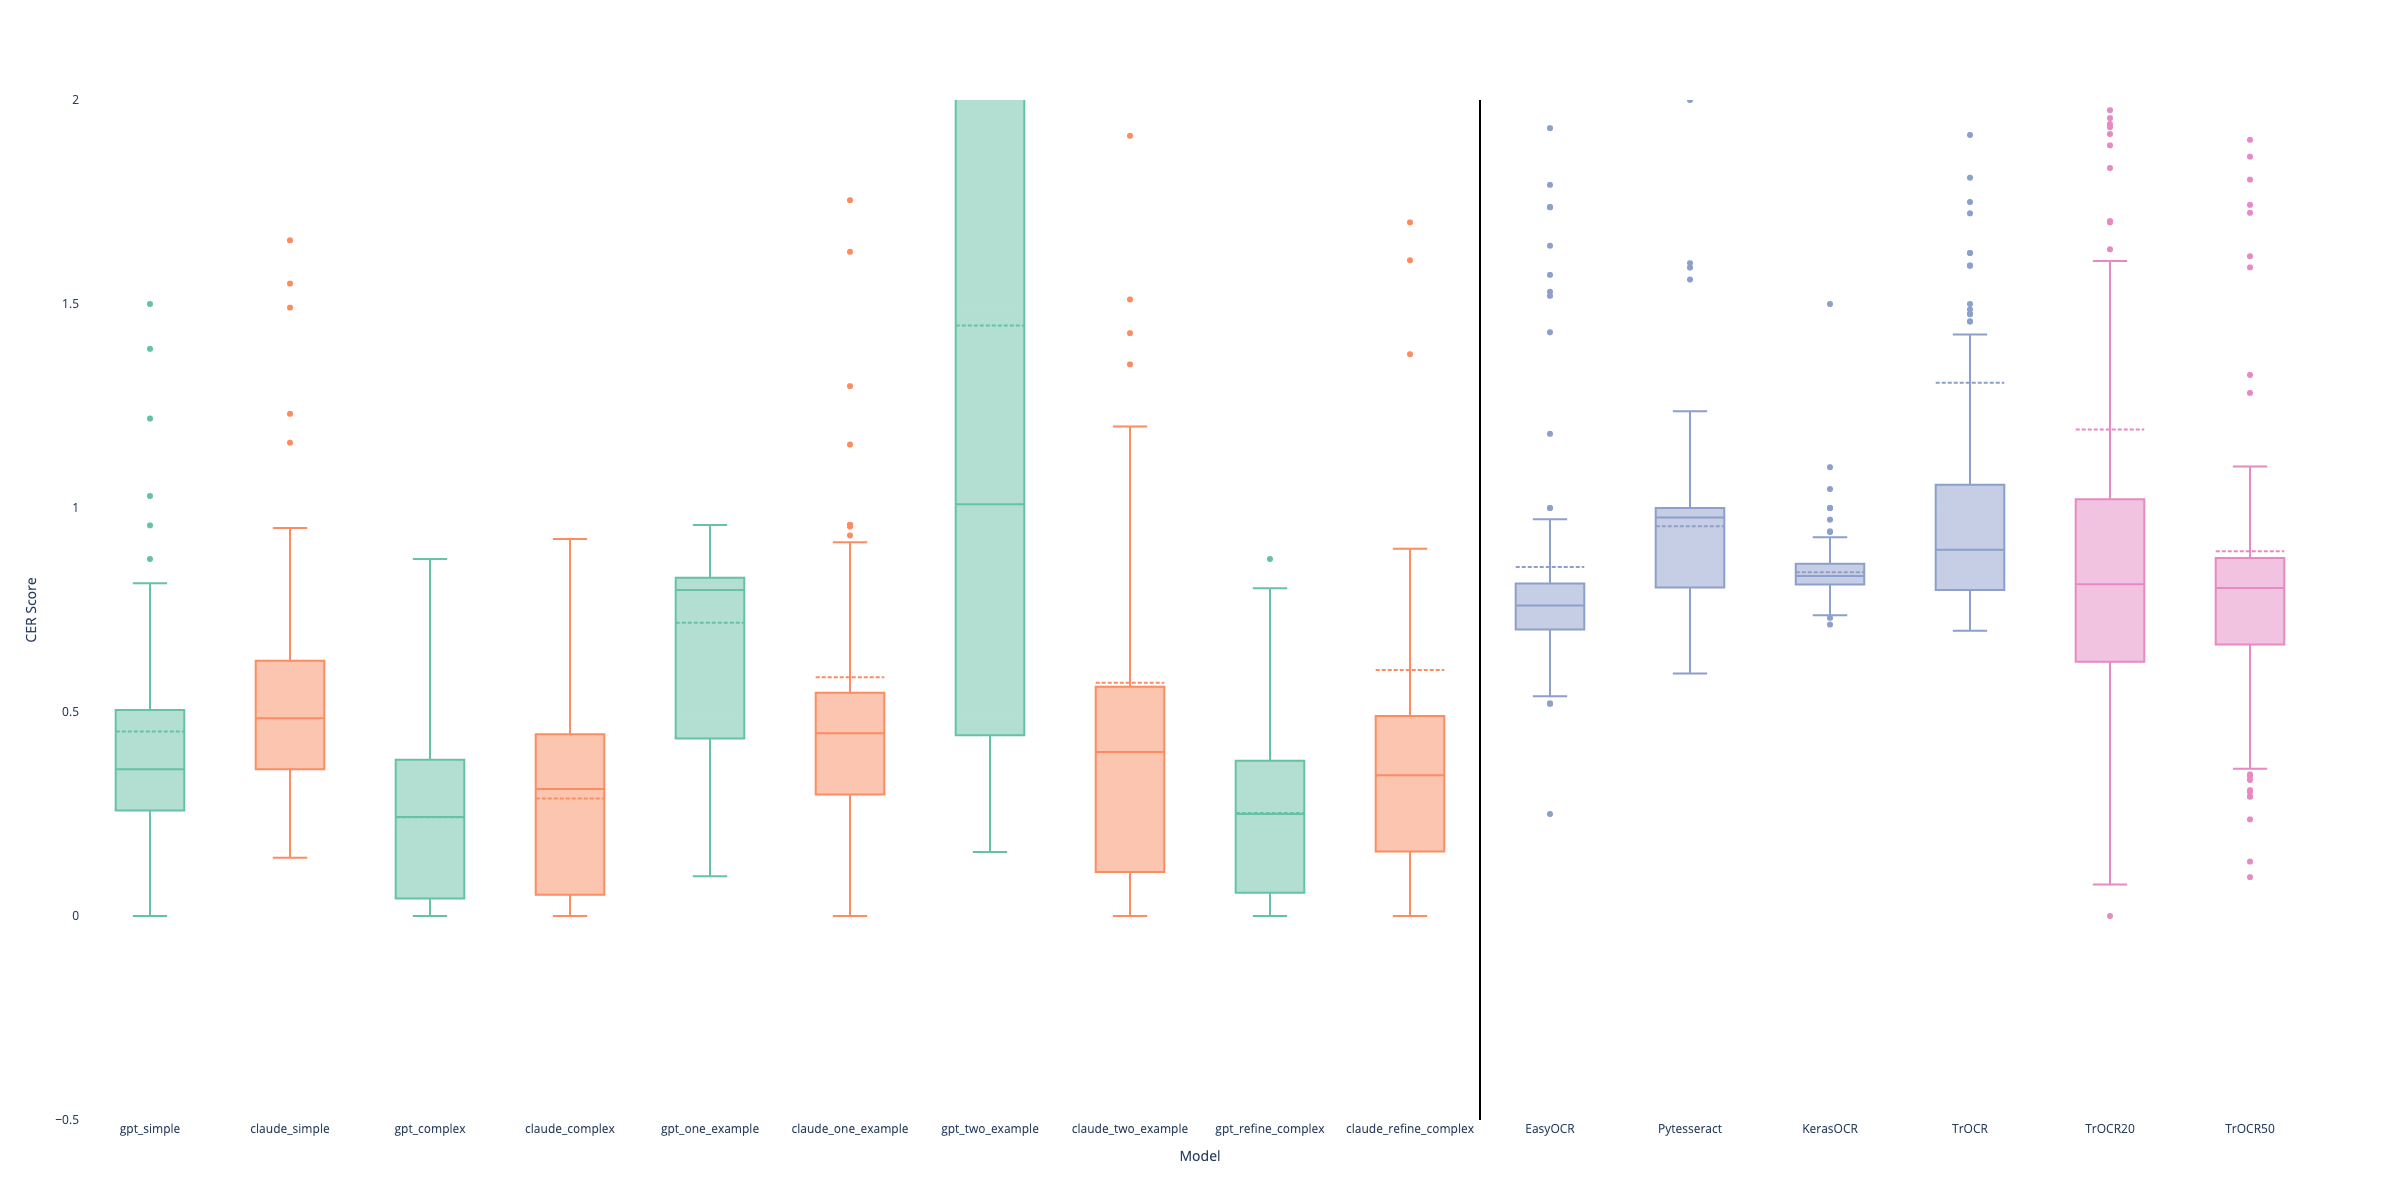 2
1.5
1
0.5
0
−0.5
CER Score
gpt_simple claude_simple gpt_complex claude_complex gpt_one_example claude_one_example gpt_two_example claude_two_example gpt_refine_complex claude_refine_complex EasyOCR Pytesseract KerasOCR TrOCR TrOCR20 TrOCR50
Model